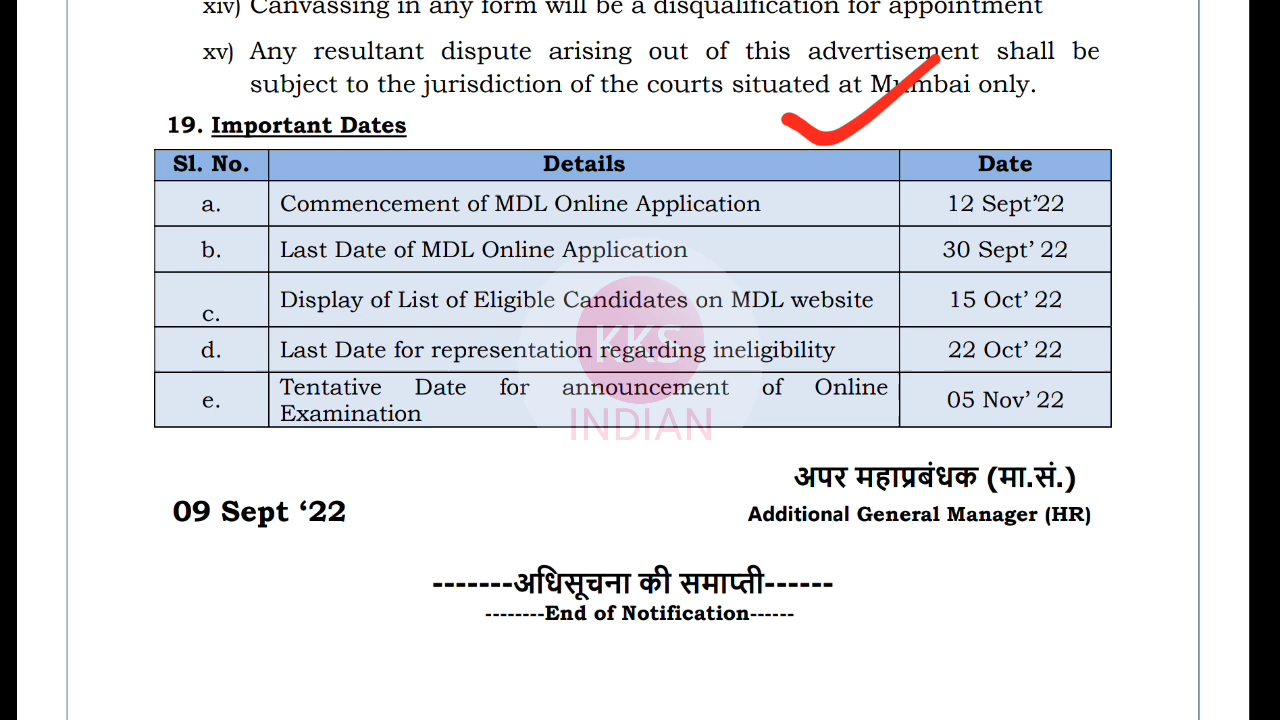 xiv) Canvassing in any form will be a disqualification for appointment
xv) Any resultant dispute arising out of this advertisement shall be
subject to the jurisdiction of the courts situated at Mumbai only.
19. Important Dates
Sl. No. Details Date
a. Commencement of MDL Online Application 12 Sept’22
b. Last Date of MDL Online Application 30 Sept’ 22
c. Display of List of Eligible Candidates on MDL website 15 Oct’ 22
d. Last Date for representation regarding ineligibility 22 Oct’ 22
e. Tentative Date for announcement of Online
Examination 05 Nov’ 22
KKS
INDIAN
अपर महाप्रबंधक (मा.सं.)
09 Sept ‘22 Additional General Manager (HR)
-------अधिसूचना की समाप्ती------
--------End of Notification------